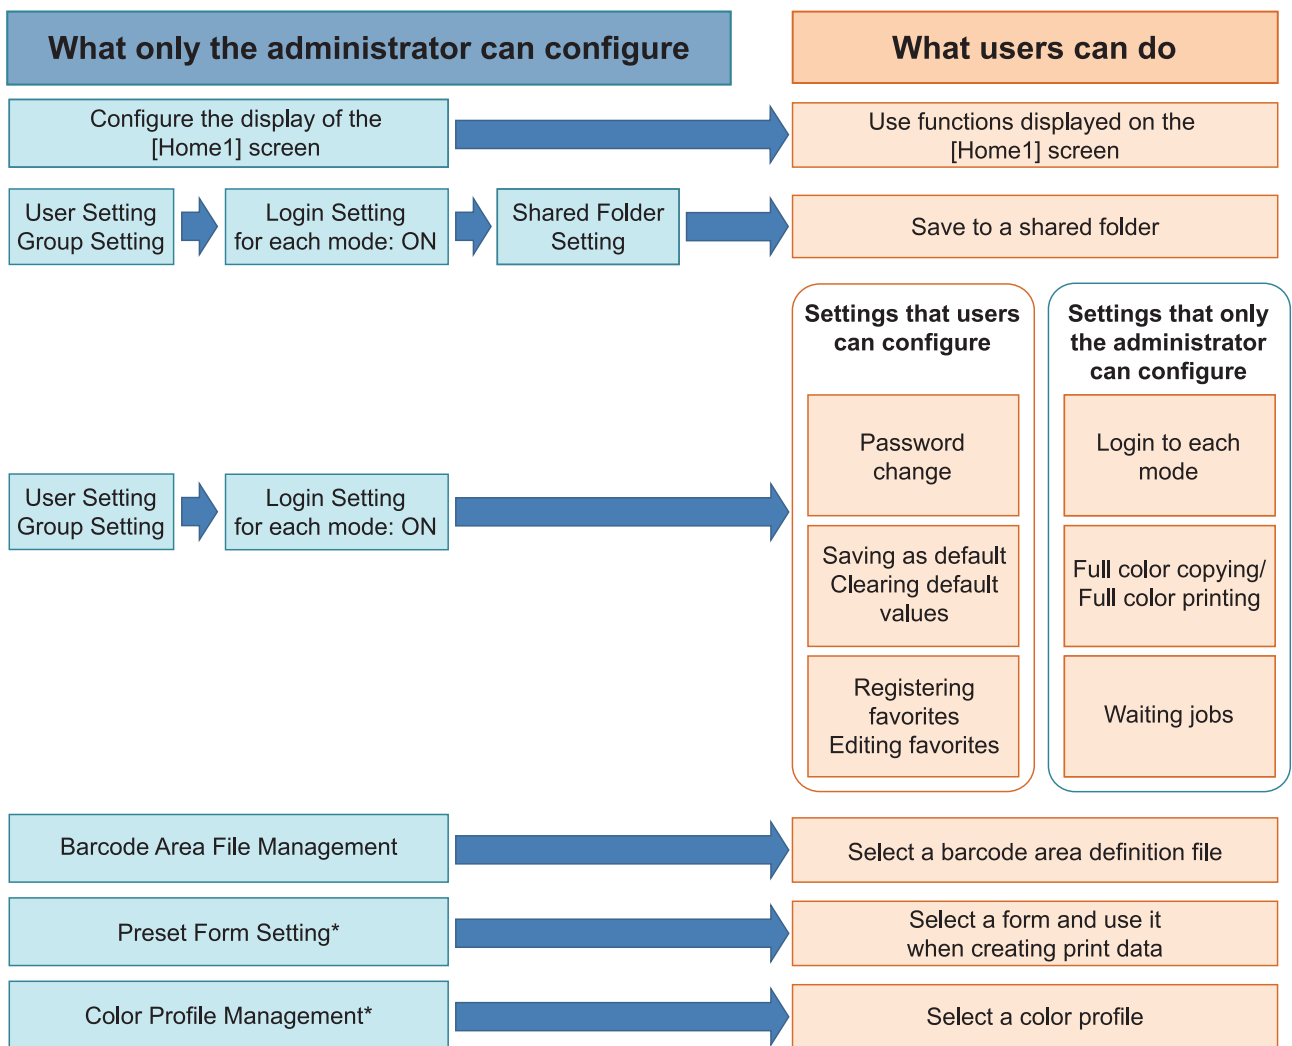 What only the administrator can configure
What users can do
Configure the display of the
[Home1] screen
Use functions displayed on the
[Home1] screen
User Setting
Group Setting
Login Setting
for each mode: ON
Shared Folder
Setting
Save to a shared folder
User Setting
Group Setting
Login Setting
for each mode: ON
Settings that users
can configure
Password
change
Saving as default
Clearing default
values
Registering
favorites
Editing favorites
Settings that only
the administrator
can configure
Login to each
mode
Full color copying/
Full color printing
Waiting jobs
Barcode Area File Management
Select a barcode area definition file
Preset Form Setting*
Select a form and use it
when creating print data
Color Profile Management*
Select a color profile